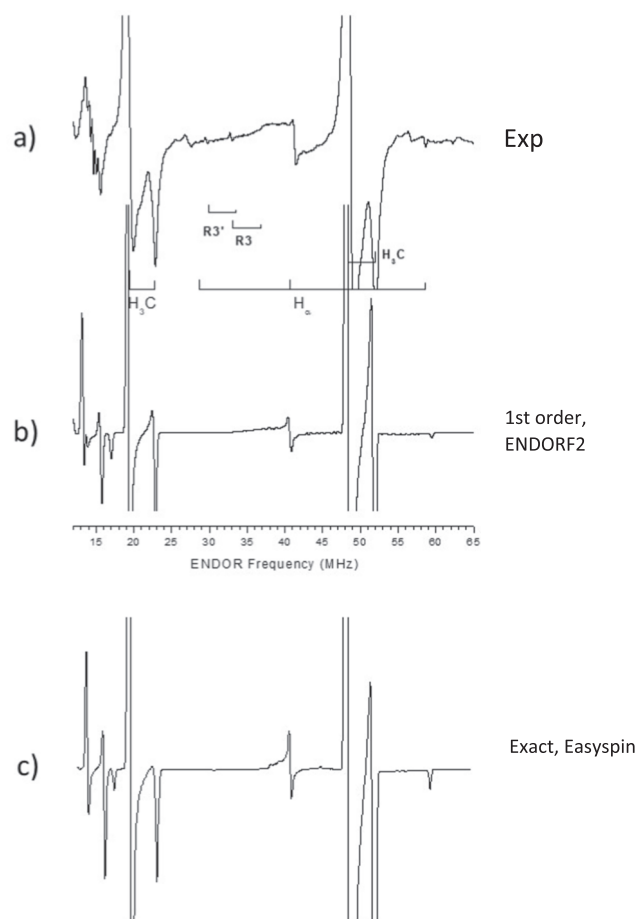 a)
Exp
R3'
R3
H₃C
H₃C
Hα
b)
1st order,
ENDORF2
15 20 25 30 35 40 45 50 55 60 65
ENDOR Frequency (MHz)
c)
Exact, Easyspin